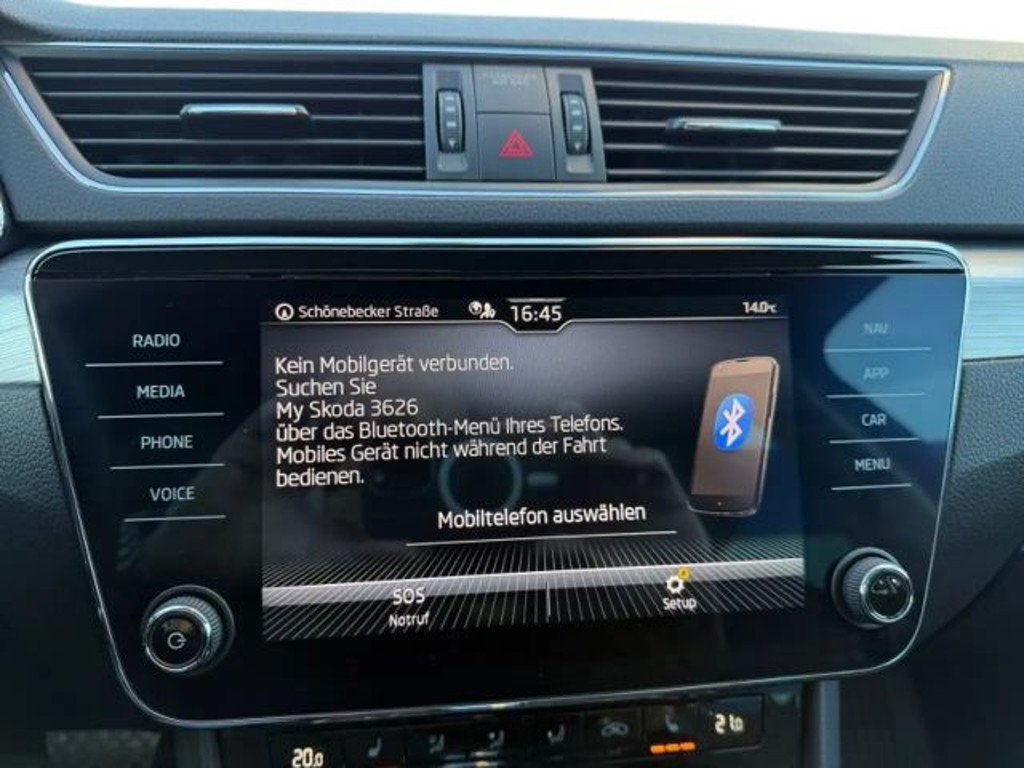 Schönebecker Straße 16:45 14.0°C
RADIO
MEDIA
PHONE
VOICE
Kein Mobilgerät verbunden.
Suchen Sie
My Skoda 3626
über das Bluetooth-Menü Ihres Telefons.
Mobiles Gerät nicht während der Fahrt
bedienen.
Mobiltelefon auswählen
SOS
Notruf
Setup
NAV
APP
CAR
MENU
20.0
21.0